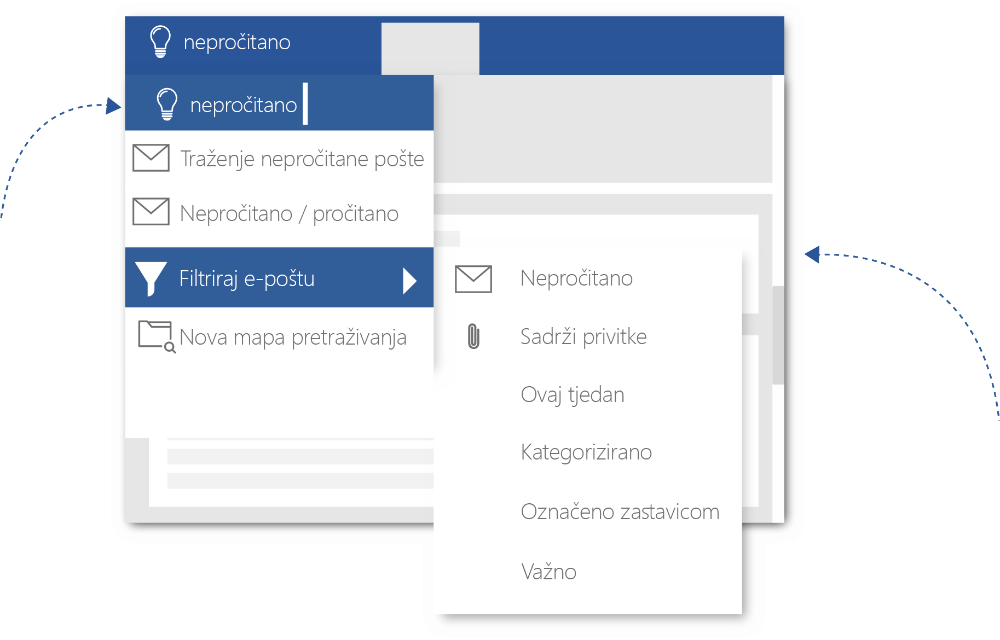 nepročitano
nepročitano
Traženje nepročitane pošte
Nepročitano / pročitano
Filtriraj e-poštu
Nova mapa pretraživanja
Nepročitano
Sadrži privitke
Ovaj tjedan
Kategorizirano
Označeno zastavicom
Važno